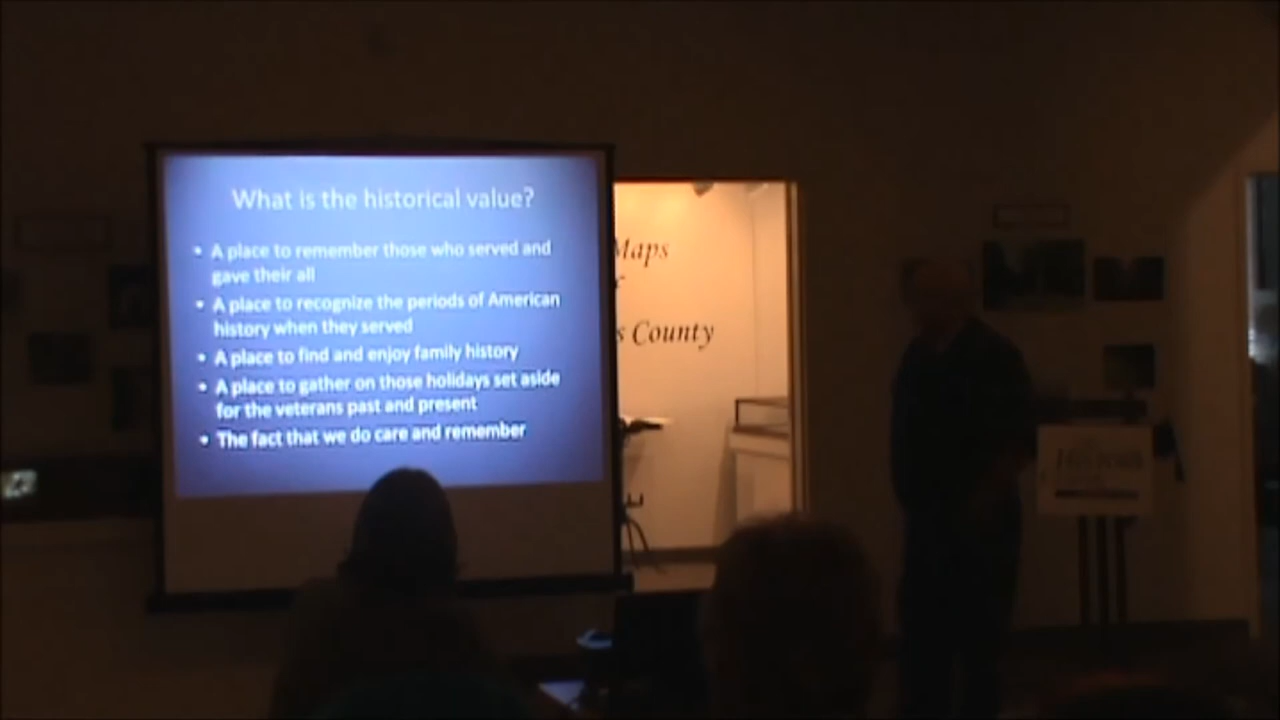 What is the historical value?
• A place to remember those who served and
gave their all
• A place to recognize the periods of American
history when they served
• A place to find and enjoy family history
• A place to gather on those holidays set aside
for the veterans past and present
• The fact that we do care and remember
Maps
County